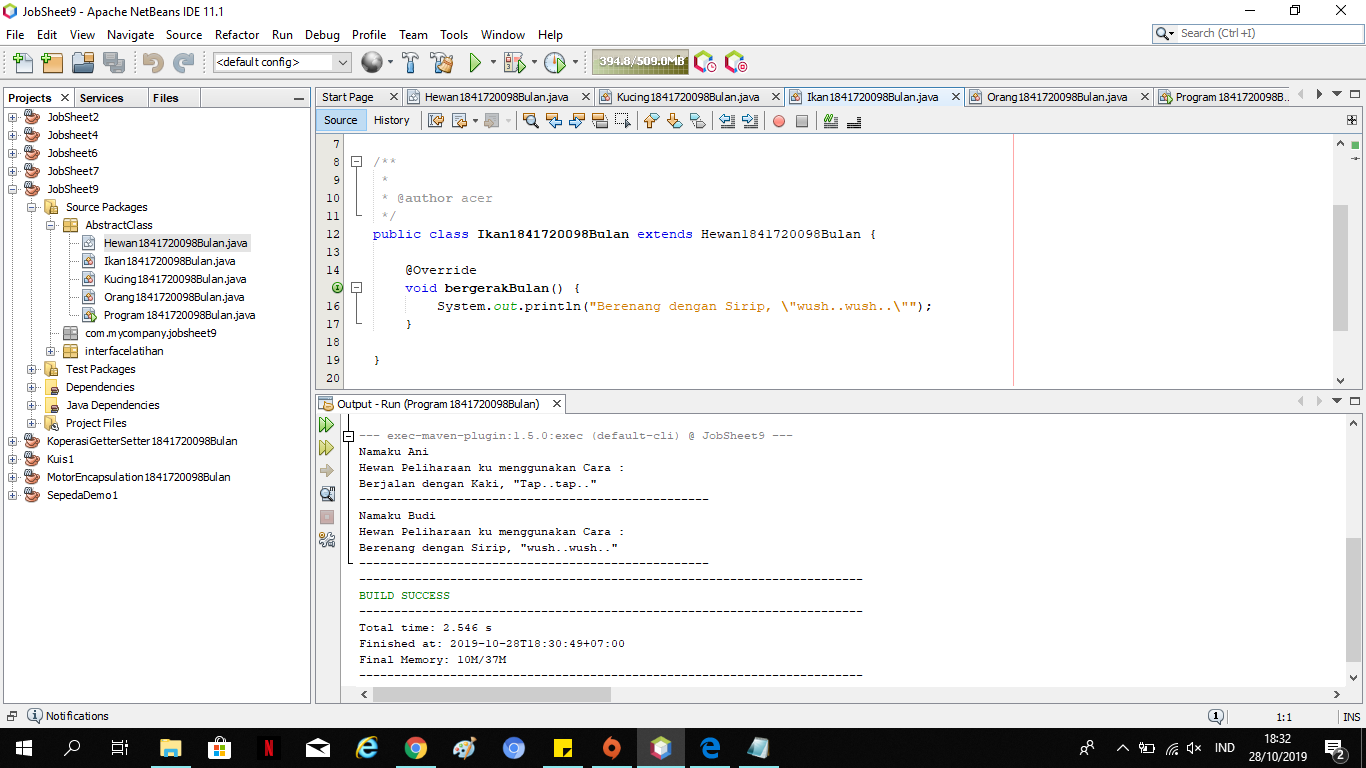 JobSheet9 - Apache NetBeans IDE 11.1
File Edit View Navigate Source Refactor Run Debug Profile Team Tools Window Help
Search (Ctrl+I)
<default config>
394.8/509.0MB
Projects Services Files
JobSheet2
Jobsheet4
Jobsheet6
JobSheet7
JobSheet9
Source Packages
AbstractClass
Hewan1841720098Bulan.java
Ikan1841720098Bulan.java
Kucing1841720098Bulan.java
Orang1841720098Bulan.java
Program1841720098Bulan.java
com.mycompany.jobsheet9
interfacelatihan
Test Packages
Dependencies
Java Dependencies
Project Files
KoperasiGetterSetter1841720098Bulan
Kuis1
MotorEncapsulation1841720098Bulan
SepedaDemo1
Start Page Hewan1841720098Bulan.java Kucing1841720098Bulan.java Ikan1841720098Bulan.java Orang1841720098Bulan.java Program1841720098B...
Source History
7
8 /**
9 *
10 * @author acer
11 */
12 public class Ikan1841720098Bulan extends Hewan1841720098Bulan {
13
14 @Override
void bergerakBulan() {
16 System.out.println("Berenang dengan Sirip, \"wush..wush..\"");
17 }
18
19 }
20
Output - Run (Program1841720098Bulan)
--- exec-maven-plugin:1.5.0:exec (default-cli) @ JobSheet9 ---
Namaku Ani
Hewan Peliharaan ku menggunakan Cara :
Berjalan dengan Kaki, "Tap..tap.."
--------------------------------------------------
Namaku Budi
Hewan Peliharaan ku menggunakan Cara :
Berenang dengan Sirip, "wush..wush.."
--------------------------------------------------
------------------------------------------------------------------------
BUILD SUCCESS
------------------------------------------------------------------------
Total time: 2.546 s
Finished at: 2019-10-28T18:30:49+07:00
Final Memory: 10M/37M
------------------------------------------------------------------------
Notifications
1:1 INS
IND
18:32
28/10/2019
2